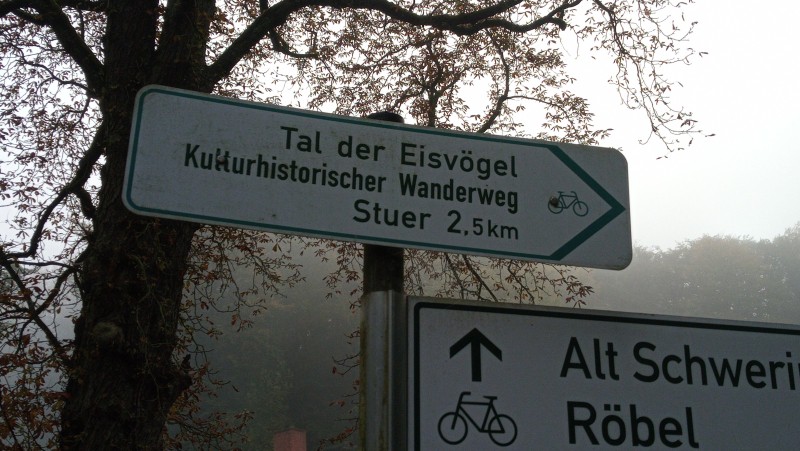 Tal der Eisvögel
Kulturhistorischer Wanderweg
Stuer 2,5km
Alt Schwerin
Röbel